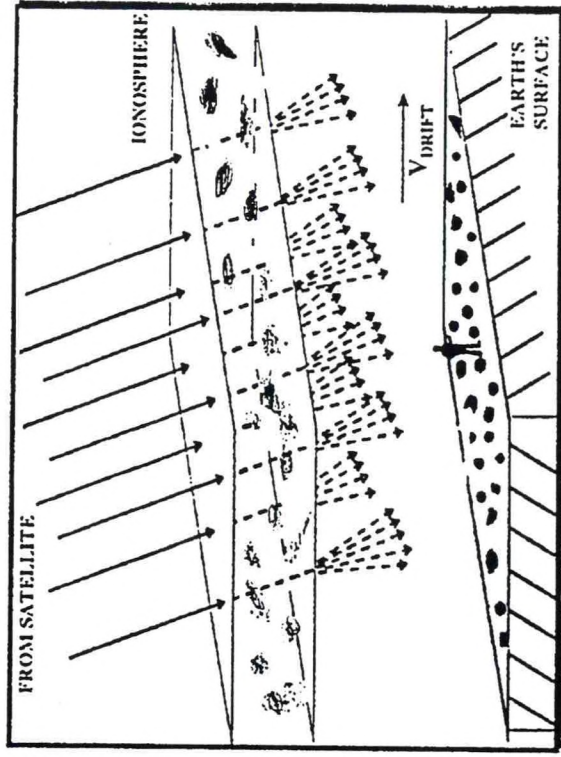 FROM SATELLITE
IONOSPHERE
V DRIFT
EARTH'S
SURFACE